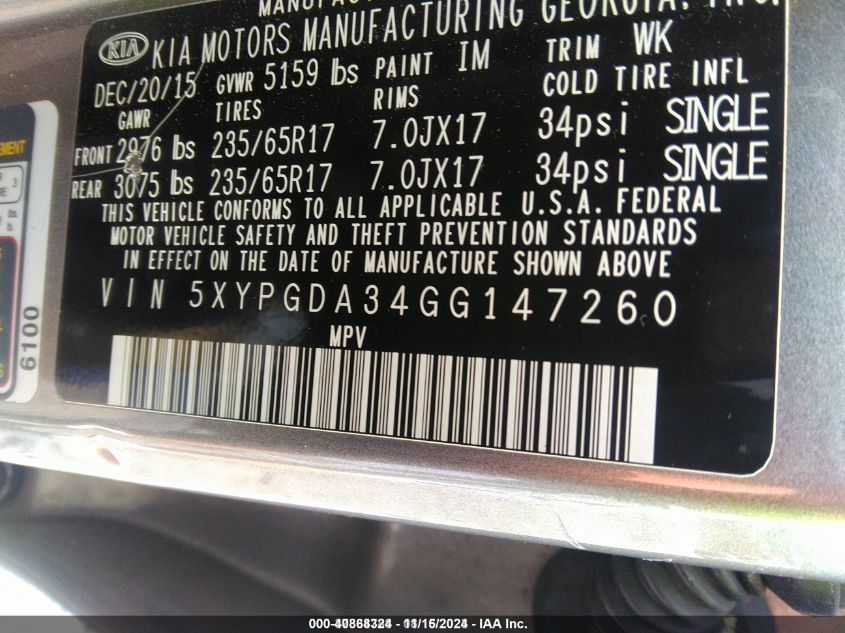 KIA KIA MOTORS MANUFACTURING GEORGIA, INC.
DEC/20/15 GVWR 5159 lbs PAINT IM TRIM WK
GAWR TIRES RIMS COLD TIRE INFL
FRONT 2976 lbs 235/65R17 7.0JX17 34psi SINGLE
REAR 3075 lbs 235/65R17 7.0JX17 34psi SINGLE
THIS VEHICLE CONFORMS TO ALL APPLICABLE U.S.A. FEDERAL
MOTOR VEHICLE SAFETY AND THEFT PREVENTION STANDARDS
IN EFFECT ON THE DATE OF MANUFACTURE SHOWN ABOVE
VIN 5XYPGDA34GG147260
MPV
6100
11/15/2024 - IAA Inc.